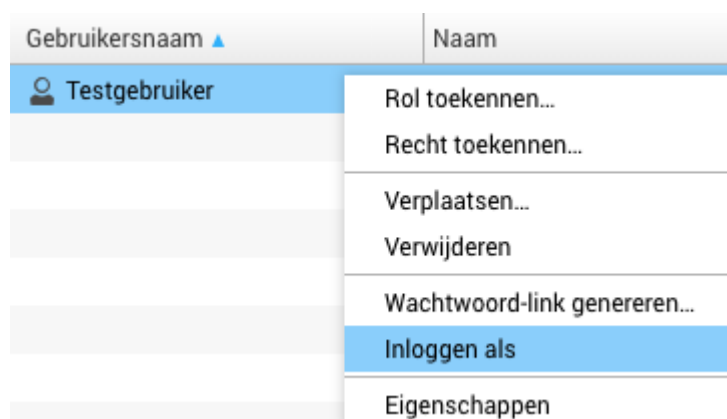 Gebruikersnaam ▲ Naam
Testgebruiker
Rol toekennen...
Recht toekennen...
Verplaatsen...
Verwijderen
Wachtwoord-link genereren...
Inloggen als
Eigenschappen